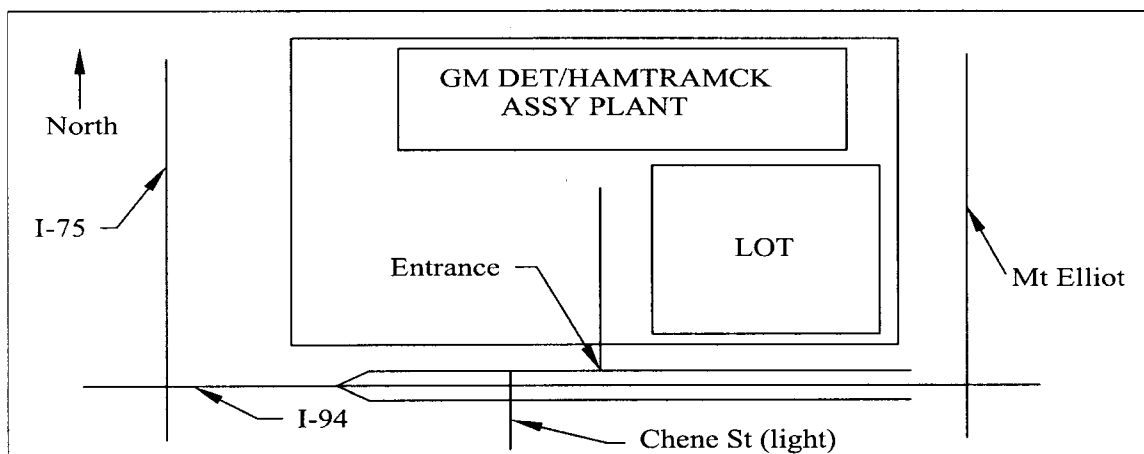 GM DET/HAMTRAMCK
ASSY PLANT
North
I-75
LOT
Entrance
Mt Elliot
I-94
Chene St (light)